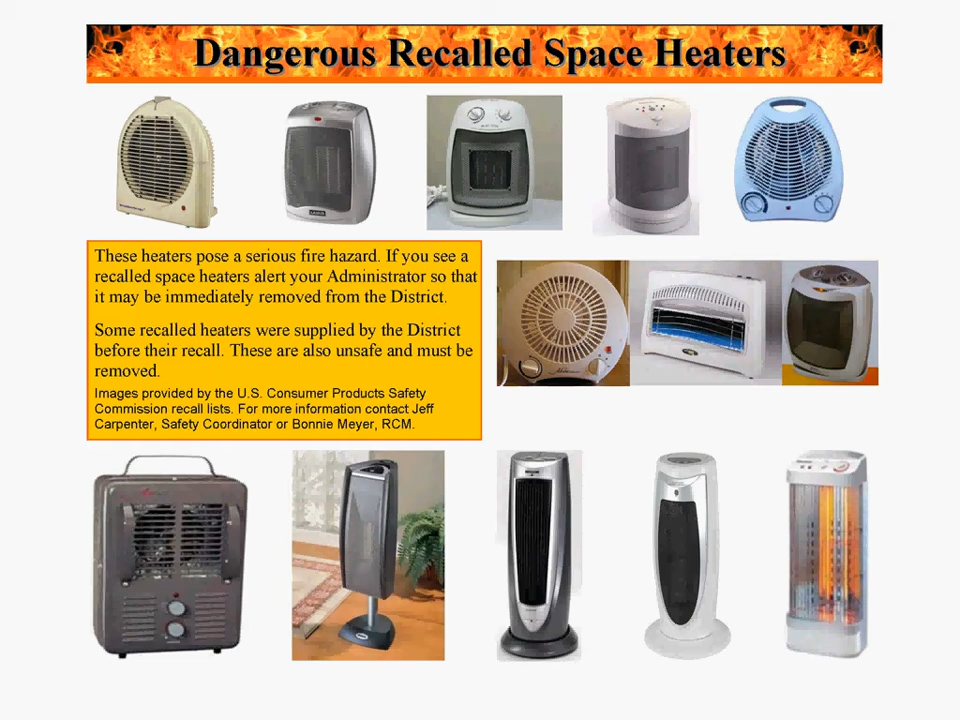 Dangerous Recalled Space Heaters
These heaters pose a serious fire hazard. If you see a
recalled space heaters alert your Administrator so that
it may be immediately removed from the District.
Some recalled heaters were supplied by the District
before their recall. These are also unsafe and must be
removed.
Images provided by the U.S. Consumer Products Safety
Commission recall lists. For more information contact Jeff
Carpenter, Safety Coordinator or Bonnie Meyer, RCM.